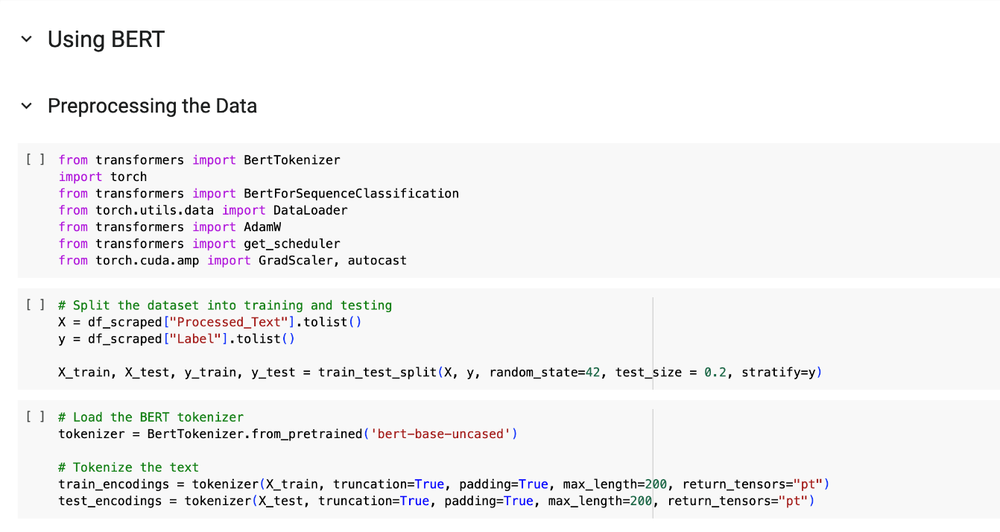 Using BERT
Preprocessing the Data
[ ] from transformers import BertTokenizer
import torch
from transformers import BertForSequenceClassification
from torch.utils.data import DataLoader
from transformers import AdamW
from transformers import get_scheduler
from torch.cuda.amp import GradScaler, autocast
[ ] # Split the dataset into training and testing
X = df_scraped["Processed_Text"].tolist()
y = df_scraped["Label"].tolist()
X_train, X_test, y_train, y_test = train_test_split(X, y, random_state=42, test_size = 0.2, stratify=y)
[ ] # Load the BERT tokenizer
tokenizer = BertTokenizer.from_pretrained('bert-base-uncased')
# Tokenize the text
train_encodings = tokenizer(X_train, truncation=True, padding=True, max_length=200, return_tensors="pt")
test_encodings = tokenizer(X_test, truncation=True, padding=True, max_length=200, return_tensors="pt")